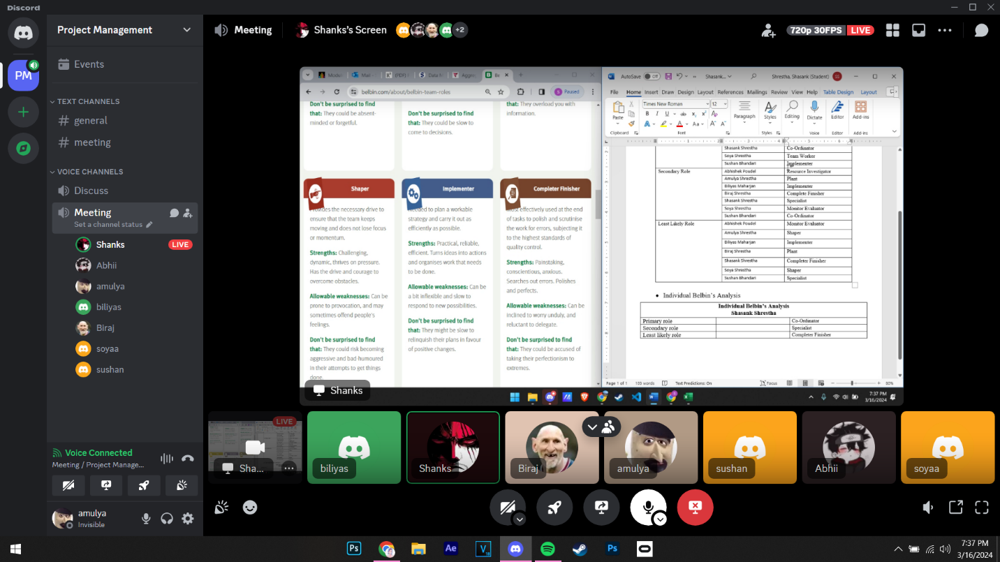 Discord
Project Management
Meeting
Shanks's Screen
+2
720p 30FPS
LIVE
PM
Events
TEXT CHANNELS
general
meeting
VOICE CHANNELS
Discuss
Meeting
Set a channel status
Shanks
LIVE
Abhii
amulya
biliyas
Biraj
soyaa
sushan
Voice Connected
Meeting / Project Manage...
amulya
Invisible
belbin.com/about/belbin-team-roles
Paused
Don't be surprised to find
that: They could be absent-
minded or forgetful.
Don't be surprised to find
that: They could be slow to
come to decisions.
that: They overload you with
information.
Shaper
Provides the necessary drive to
ensure that the team keeps
moving and does not lose focus
or momentum.
Strengths: Challenging,
dynamic, thrives on pressure.
Has the drive and courage to
overcome obstacles.
Allowable weaknesses: Can be
prone to provocation, and may
sometimes offend people's
feelings.
Don't be surprised to find
that: They could risk becoming
aggressive and bad-humoured
in their attempts to get things
done.
Implementer
Needed to plan a workable
strategy and carry it out as
efficiently as possible.
Strengths: Practical, reliable,
efficient. Turns ideas into actions
and organises work that needs
to be done.
Allowable weaknesses: Can be
a bit inflexible and slow to
respond to new possibilities.
Don't be surprised to find
that: They might be slow to
relinquish their plans in favour
of positive changes.
Completer Finisher
Most effectively used at the end
of tasks to polish and scrutinise
the work for errors, subjecting it
to the highest standards of
quality control.
Strengths: Painstaking,
conscientious, anxious.
Searches out errors. Polishes
and perfects.
Allowable weaknesses: Can be
inclined to worry unduly, and
reluctant to delegate.
Don't be surprised to find
that: They could be accused of
taking their perfectionism to
extremes.
AutoSave Off
Shasank...
Shrestha, Shasank (Student)
SS
File Home Insert Draw Design Layout References Mailings Review View Help Table Design Layout
Times New Roman 12
Paste
Clipboard
Font
Paragraph
Styles
Styles
Editing
Dictate
Voice
Editor
Editor
Add-ins
Add-ins
Shasank Shrestha Co-Ordinator
Soya Shrestha Team Worker
Sushan Bhandari Implementer
Secondary Role Abhishek Poudel Resource Investigator
Amulya Shrestha Plant
Biliyas Maharjan Implementer
Biraj Shrestha Complete Finisher
Shasank Shrestha Specialist
Soya Shrestha Monitor Evaluator
Sushan Bhandari Co-Ordinator
Least Likely Role Abhishek Poudel Monitor Evaluator
Amulya Shrestha Shaper
Biliyas Maharjan Implementer
Biraj Shrestha Plant
Shasank Shrestha Completer Finisher
Soya Shrestha Shaper
Sushan Bhandari Specialist
• Individual Belbin's Analysis
Individual Belbin's Analysis
Shasank Shrestha
Primary role Co-Ordinator
Secondary role Specialist
Least likely role Completer Finisher
Page 1 of 1 103 words Text Predictions: On Focus 80%
7:37 PM
3/16/2024
Shanks
LIVE
Sha...
biliyas
Shanks
Biraj
amulya
sushan
Abhii
soyaa
Ps
Ae
V
Ps
7:37 PM
3/16/2024